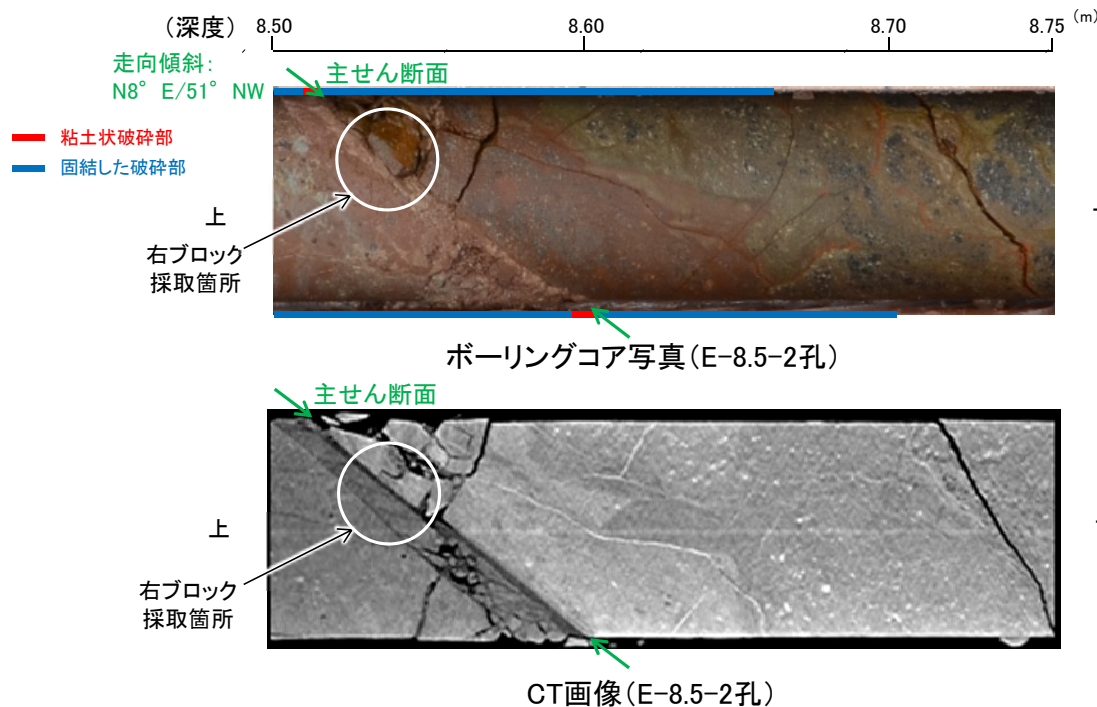 (深度) 8.50 8.60 8.70 8.75 (m)
走向傾斜:
N8° E/51° NW
主せん断面
粘土状破砕部
固結した破砕部
上
右ブロック
採取箇所
ボーリングコア写真(E-8.5-2孔)
主せん断面
上
右ブロック
採取箇所
CT画像(E-8.5-2孔)